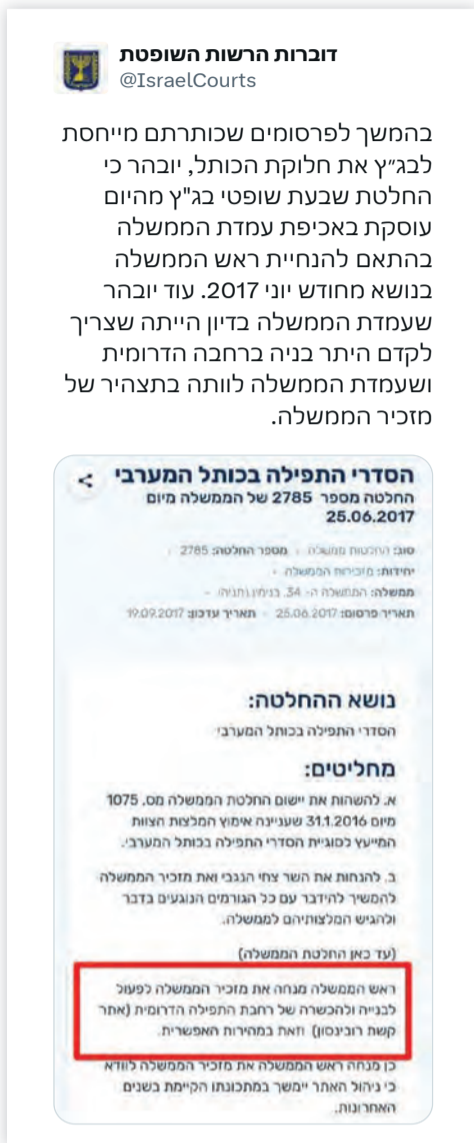 דוברות הרשות השופטת
@IsraelCourts
בהמשך לפרסומים שכותרתם מייחסת
לבג״ץ את חלוקת הכותל, יובהר כי
החלטת שבעת שופטי בג"ץ מהיום
עוסקת באכיפת עמדת הממשלה
בהתאם להנחיית ראש הממשלה
בנושא מחודש יוני 2017. עוד יובהר
שעמדת הממשלה בדיון הייתה שצריך
לקדם היתר בניה ברחבה הדרומית
ושעמדת הממשלה לוותה בתצהיר של
מזכיר הממשלה.
הסדרי התפילה בכותל המערבי
החלטה מספר 2785 של הממשלה מיום
25.06.2017
סוג: החלטות ממשלה מספר החלטה: 2785
יחידות: מזכירות הממשלה
ממשלה: הממשלה ה- 34, בנימין נתניהו
תאריך פרסום: 25.06.2017 תאריך עדכון: 19.09.2017
נושא ההחלטה:
הסדרי התפילה בכותל המערבי
מחליטים:
א. להשהות את יישום החלטת הממשלה מס. 1075
מיום 31.1.2016 שעניינה אימוץ המלצות הצוות
המייעץ לסוגיית הסדרי התפילה בכותל המערבי.
ב. להנחות את השר צחי הנגבי ואת מזכיר הממשלה
להמשיך להידבר עם כל הגורמים הנוגעים בדבר
ולהגיש המלצותיהם לממשלה.
(עד כאן החלטת הממשלה)
ראש הממשלה מנחה את מזכיר הממשלה לפעול
לבנייה ולהכשרה של רחבת התפילה הדרומית (אתר
קשת רובינסון) וזאת במהירות האפשרית.
כן מנחה ראש הממשלה את מזכיר הממשלה לוודא
כי ניהול האתר יימשך במתכונתו הקיימת בשנים
האחרונות.